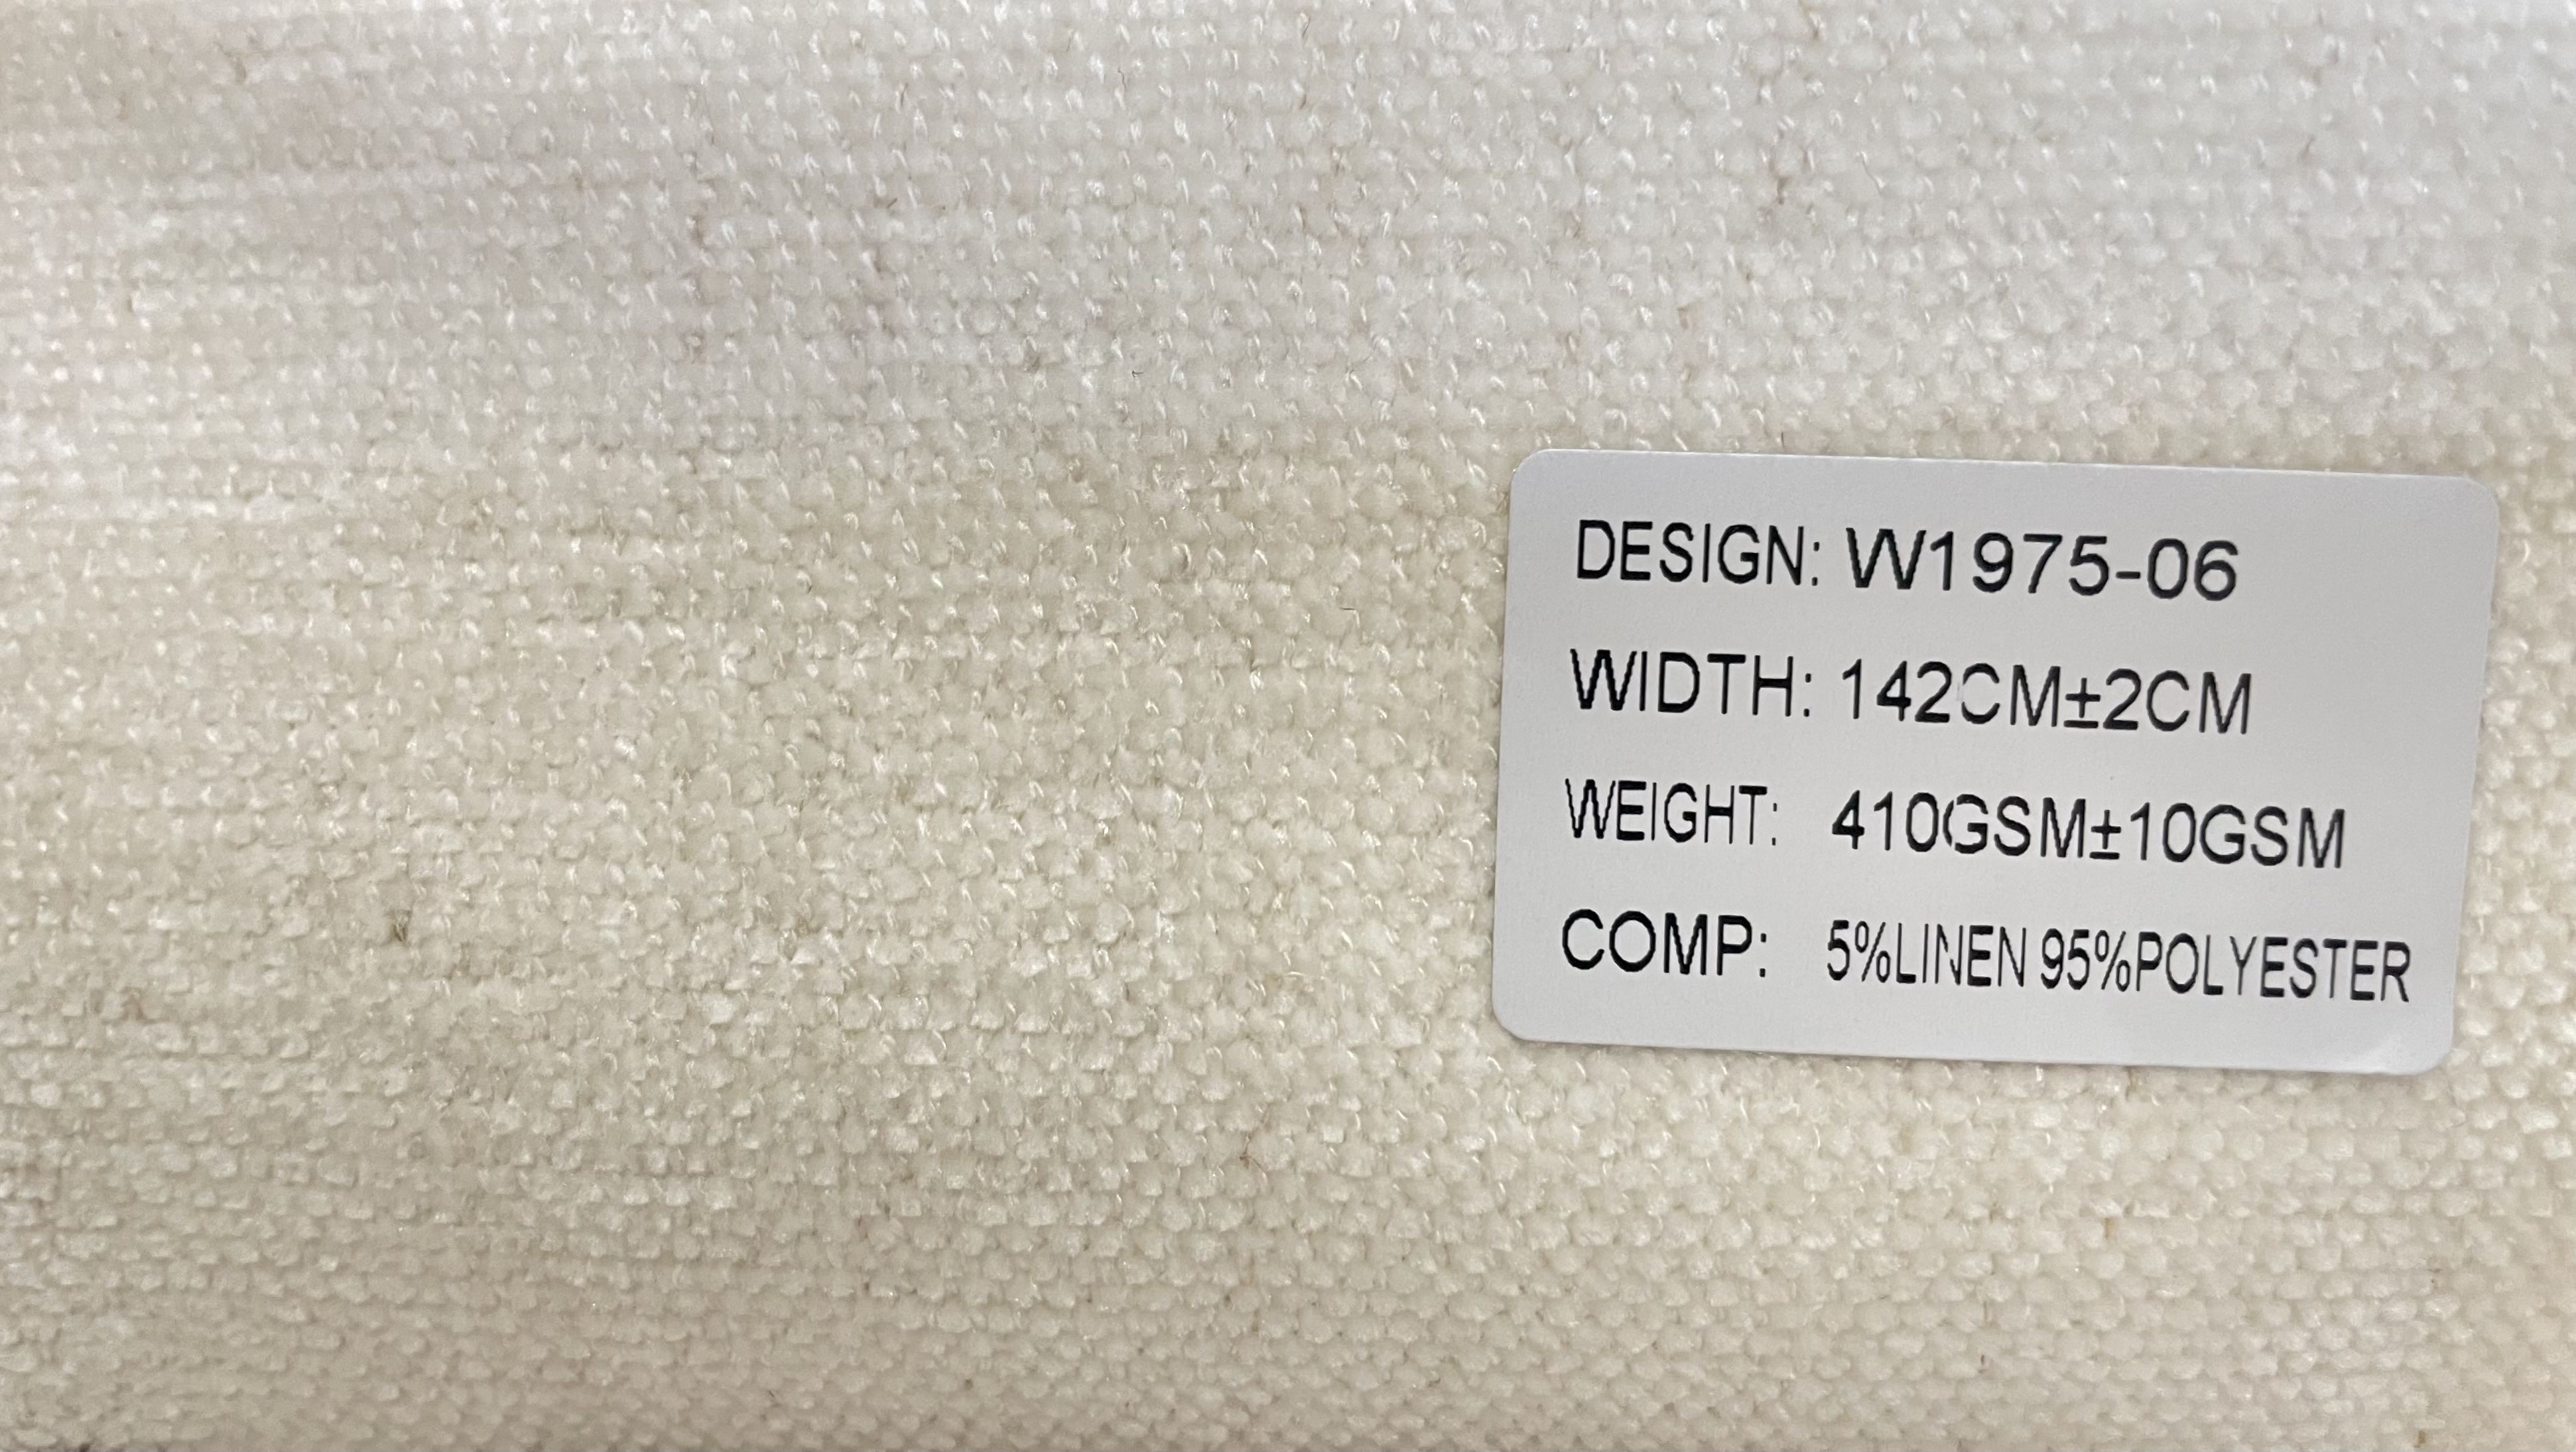 DESIGN: W1975-06
WIDTH: 142CM±2CM
WEIGHT: 410GSM±10GSM
COMP: 5%LINEN 95%POLYESTER